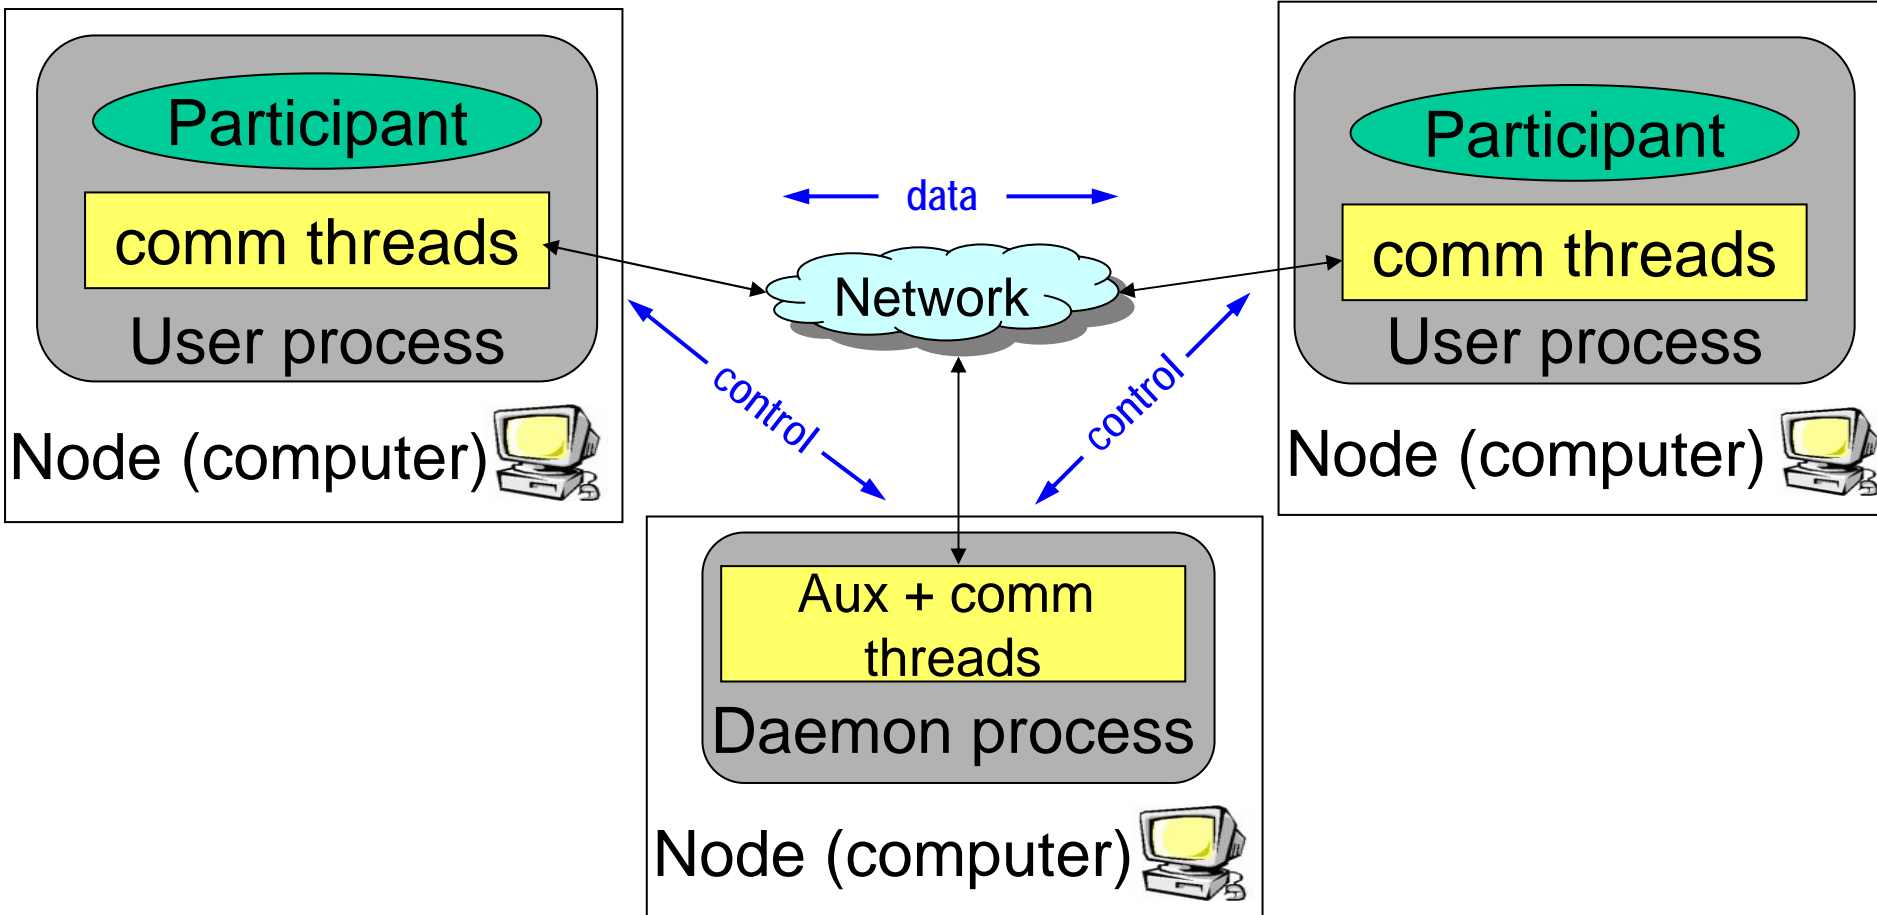 Participant
comm threads
User process
Node (computer)
data
Network
control
control
Participant
comm threads
User process
Node (computer)
Aux + comm
threads
Daemon process
Node (computer)